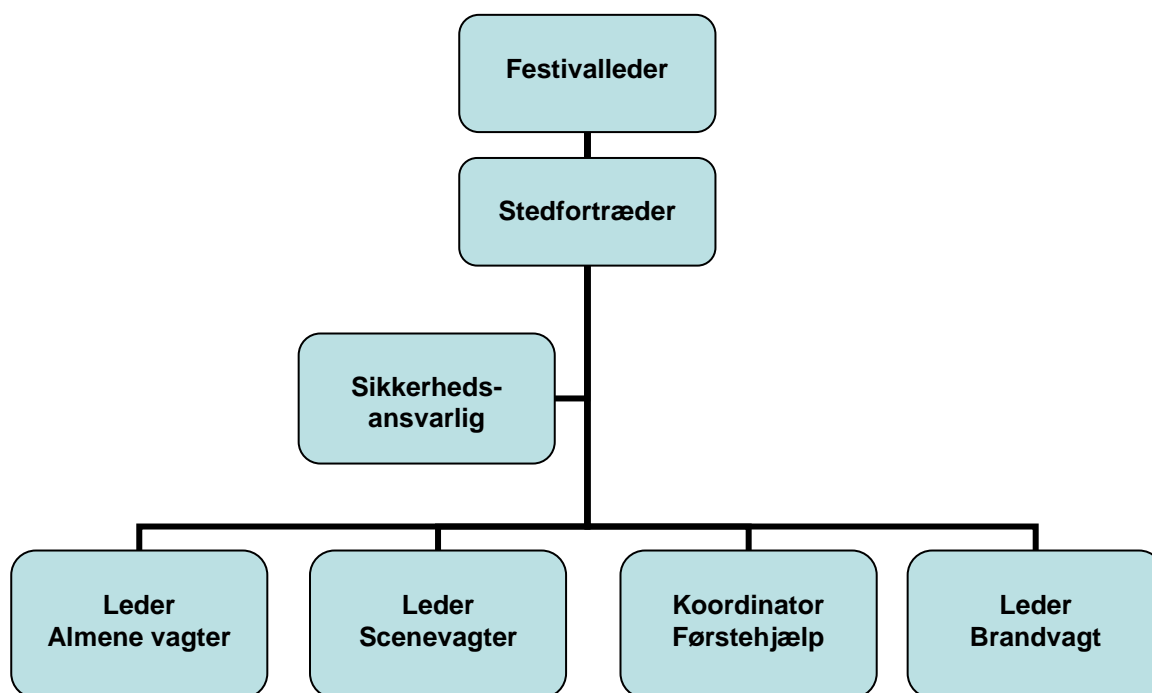 Festivalleder
Stedfortræder
Sikkerheds-
ansvarlig
Leder
Almene vagter
Leder
Scenevagter
Koordinator
Førstehjælp
Leder
Brandvagt